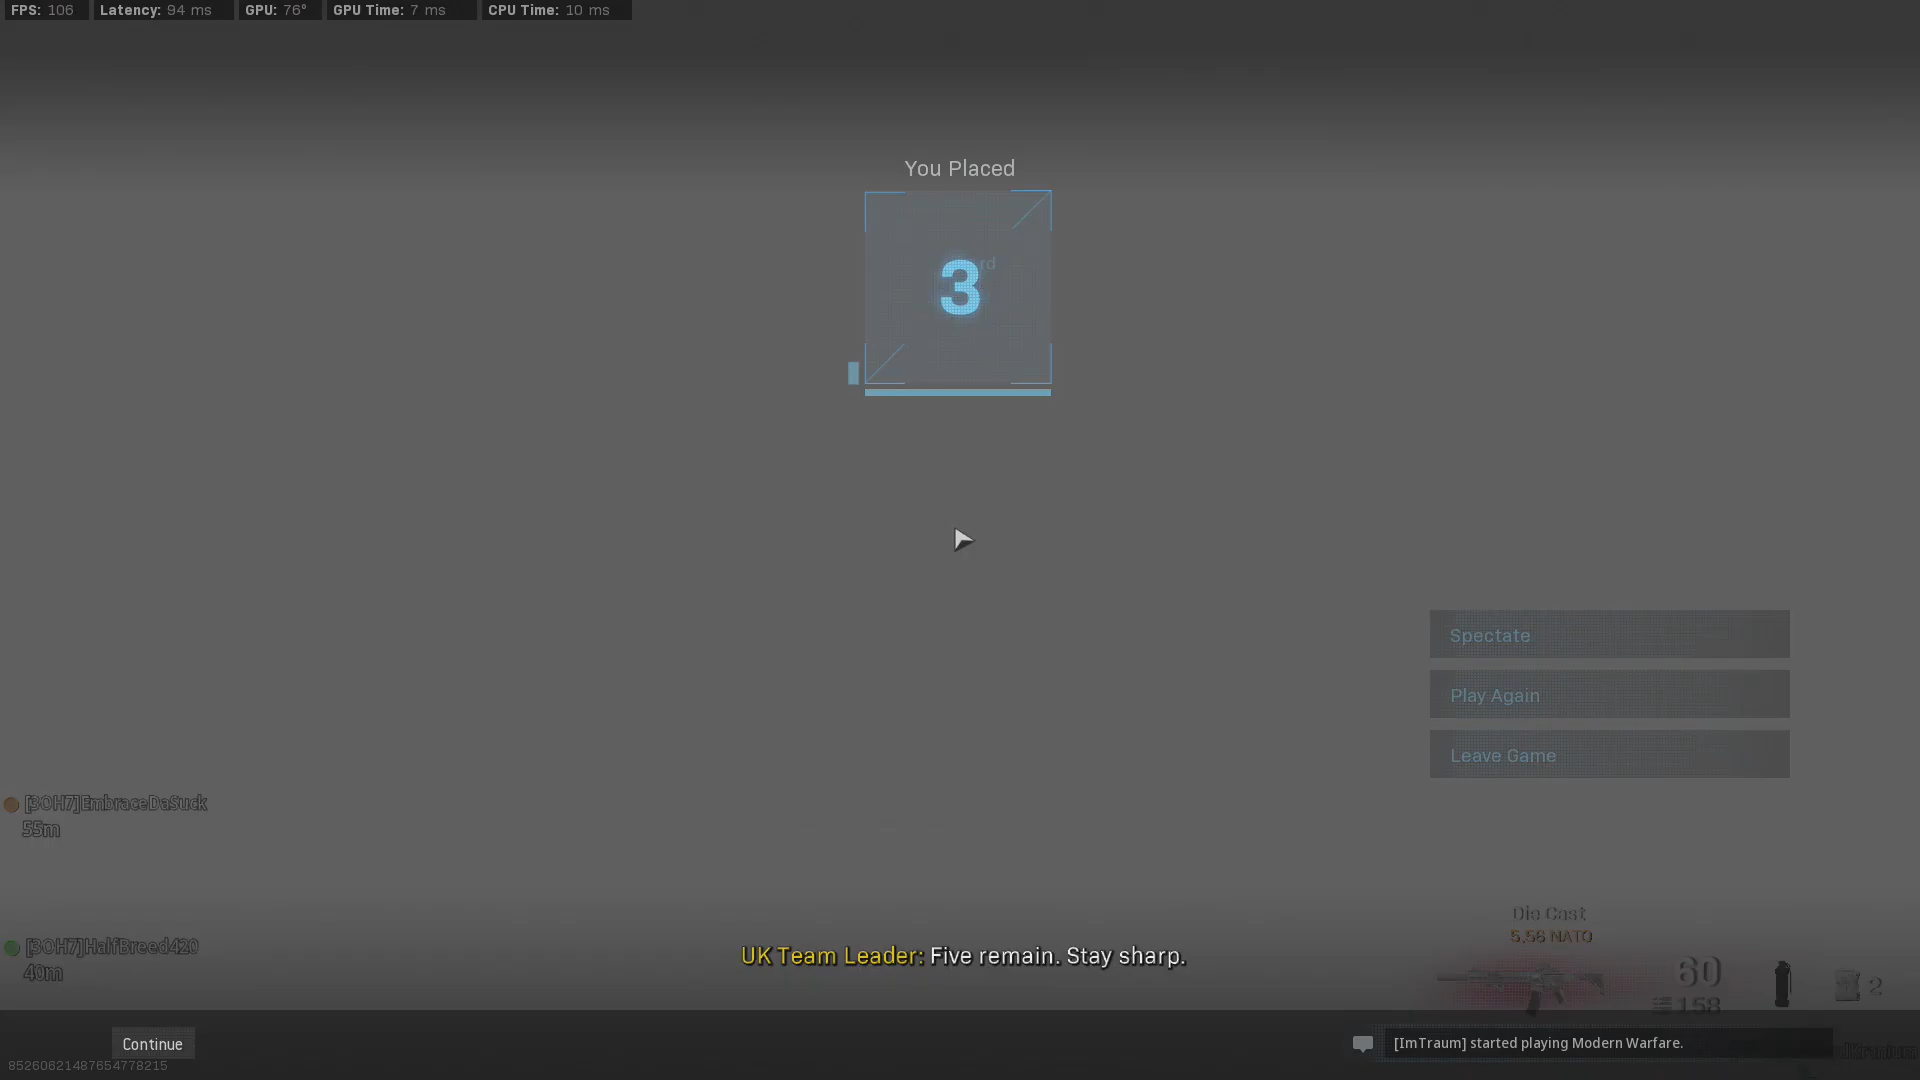 FPS: 106 Latency: 94 ms GPU: 76° GPU Time: 7 ms CPU Time: 10 ms
You Placed
3rd
Spectate
Play Again
Leave Game
[3OH7]EmbraceDaSuck
55m
Die Cast
5.56 NATO
[3OH7]HalfBreed420
40m
UK Team Leader: Five remain. Stay sharp.
60
158
2
Continue
[ImTraum] started playing Modern Warfare.
85260621487654778215